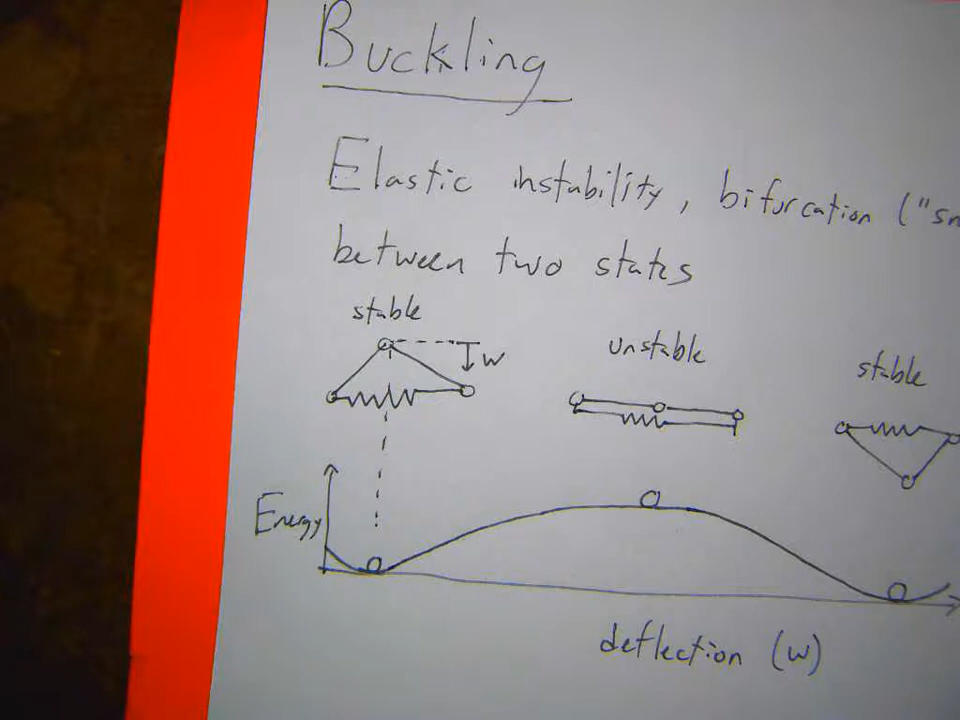 Buckling
Elastic instability, bifurcation ("sn
between two states
stable
w
unstable
stable
Energy
deflection (w)